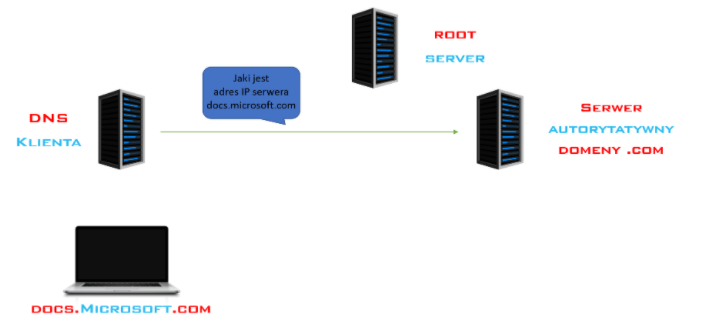 ROOT
SERVER
Jaki jest
adres IP serwera
docs.microsoft.com
DNS
KLIENTA
SERWER
AUTORYTATYWNY
DOMENY .COM
DOCS.MICROSOFT.COM